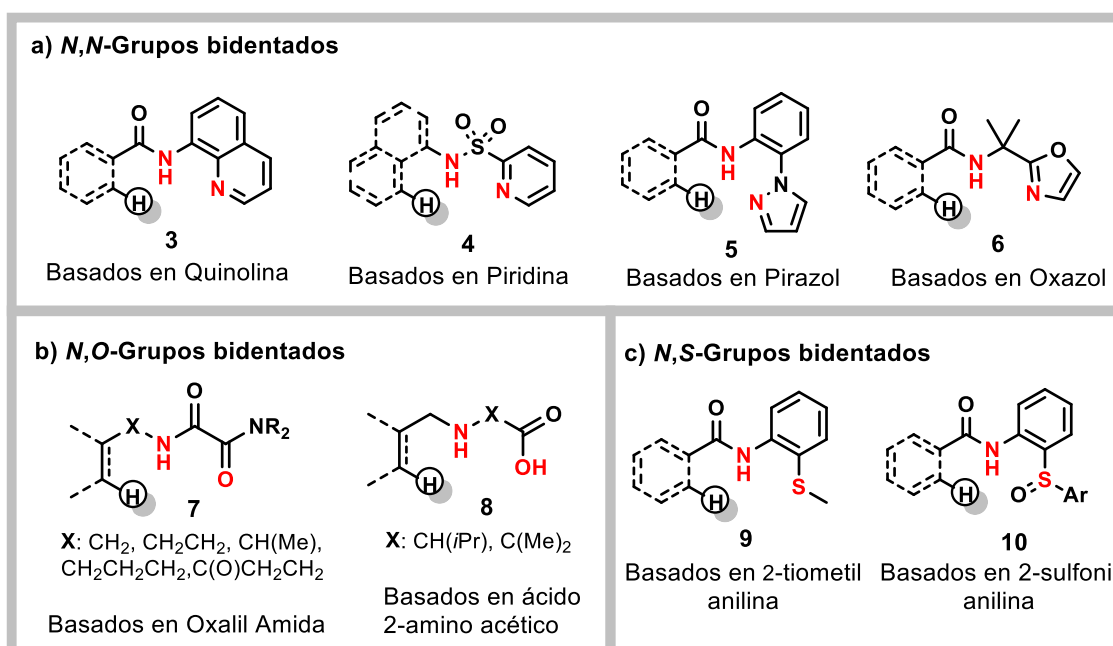 a) N,N-Grupos bidentados
O
N
H
N
H
3
Basados en Quinolina
O O
S
N
H
N
H
4
Basados en Piridina
O
N
H
N
N
H
5
Basados en Pirazol
O
N
H
O
N
H
6
Basados en Oxazol
b) N,O-Grupos bidentados
O
X
N
H
NR2
O
H
7
X: CH2, CH2CH2, CH(Me),
CH2CH2CH2,C(O)CH2CH2
Basados en Oxalil Amida
N
H
X
O
OH
H
8
X: CH(iPr), C(Me)2
Basados en ácido
2-amino acético
c) N,S-Grupos bidentados
O
N
H
S
H
9
Basados en 2-tiometil
anilina
O
N
H
S
O
Ar
H
10
Basados en 2-sulfoni
anilina